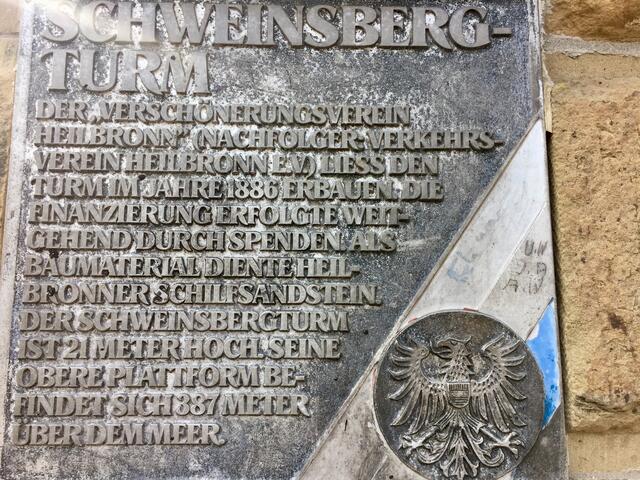 SCHWEINSBERG-
TURM
DER „VERSCHÖNERUNGSVEREIN
HEILBRONN" (NACHFOLGER: VERKEHRS-
VEREIN HEILBRONN E.V.) LIESS DEN
TURM IM JAHRE 1886 ERBAUEN. DIE
FINANZIERUNG ERFOLGTE WEIT-
GEHEND DURCH SPENDEN. ALS
BAUMATERIAL DIENTE HEIL-
BRONNER SCHILFSANDSTEIN.
DER SCHWEINSBERGTURM
IST 21 METER HOCH. SEINE
OBERE PLATTFORM BE-
FINDET SICH 387 METER
ÜBER DEM MEER.